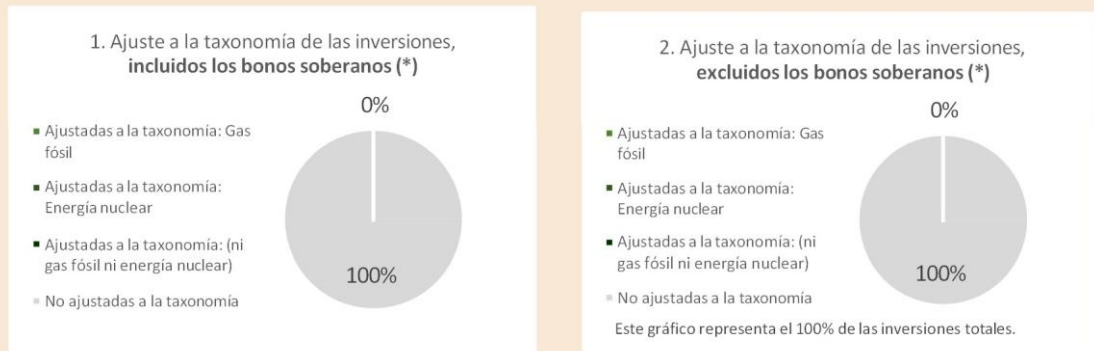 1. Ajuste a la taxonomía de las inversiones,
incluidos los bonos soberanos (*)
0%
Ajustadas a la taxonomía: Gas
fósil
Ajustadas a la taxonomía:
Energía nuclear
Ajustadas a la taxonomía: (ni
gas fósil ni energía nuclear)
100%
No ajustadas a la taxonomía
2. Ajuste a la taxonomía de las inversiones,
excluidos los bonos soberanos (*)
0%
Ajustadas a la taxonomía: Gas
fósil
Ajustadas a la taxonomía:
Energía nuclear
Ajustadas a la taxonomía: (ni
gas fósil ni energía nuclear)
100%
No ajustadas a la taxonomía
Este gráfico representa el 100% de las inversiones totales.